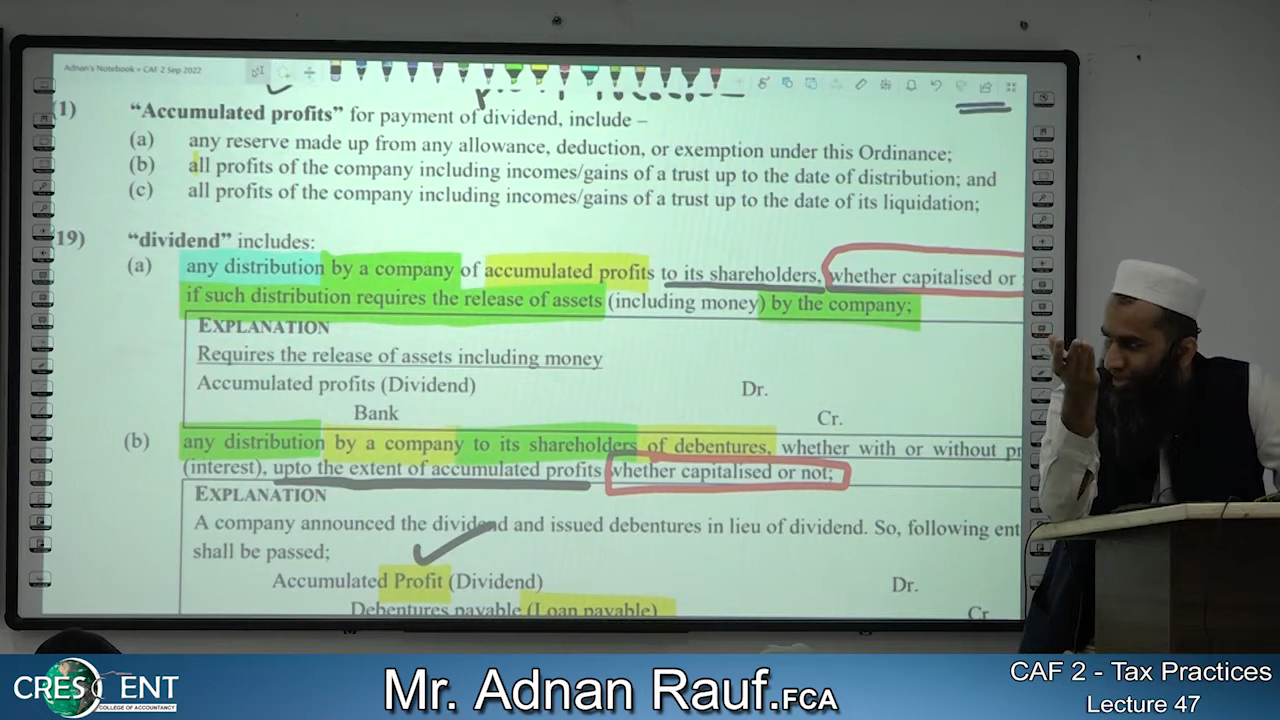 Adnan's Notebook > CAF 2 Sep 2022
(1) “Accumulated profits” for payment of dividend, include –
(a) any reserve made up from any allowance, deduction, or exemption under this Ordinance;
(b) all profits of the company including incomes/gains of a trust up to the date of distribution; and
(c) all profits of the company including incomes/gains of a trust up to the date of its liquidation;
19) “dividend” includes:
(a) any distribution by a company of accumulated profits to its shareholders, whether capitalised or
if such distribution requires the release of assets (including money) by the company;
EXPLANATION
Requires the release of assets including money
Accumulated profits (Dividend) Dr.
Bank Cr.
(b) any distribution by a company to its shareholders of debentures, whether with or without
(interest), upto the extent of accumulated profits whether capitalised or not;
EXPLANATION
A company announced the dividend and issued debentures in lieu of dividend. So, following ent
shall be passed;
Accumulated Profit (Dividend) Dr.
Debentures payable (Loan payable) Cr
CRESCENT
COLLEGE OF ACCOUNTANCY
Mr. Adnan Rauf.FCA
CAF 2 - Tax Practices
Lecture 47